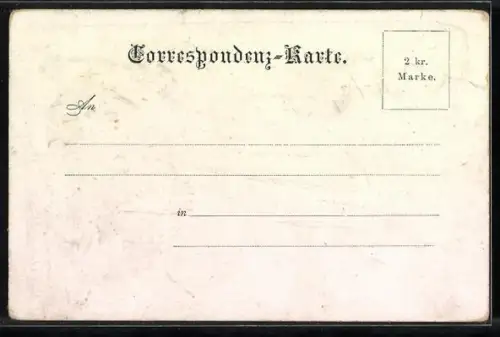 Correspondenz-Karte.
2 kr.
Marke.
An
in